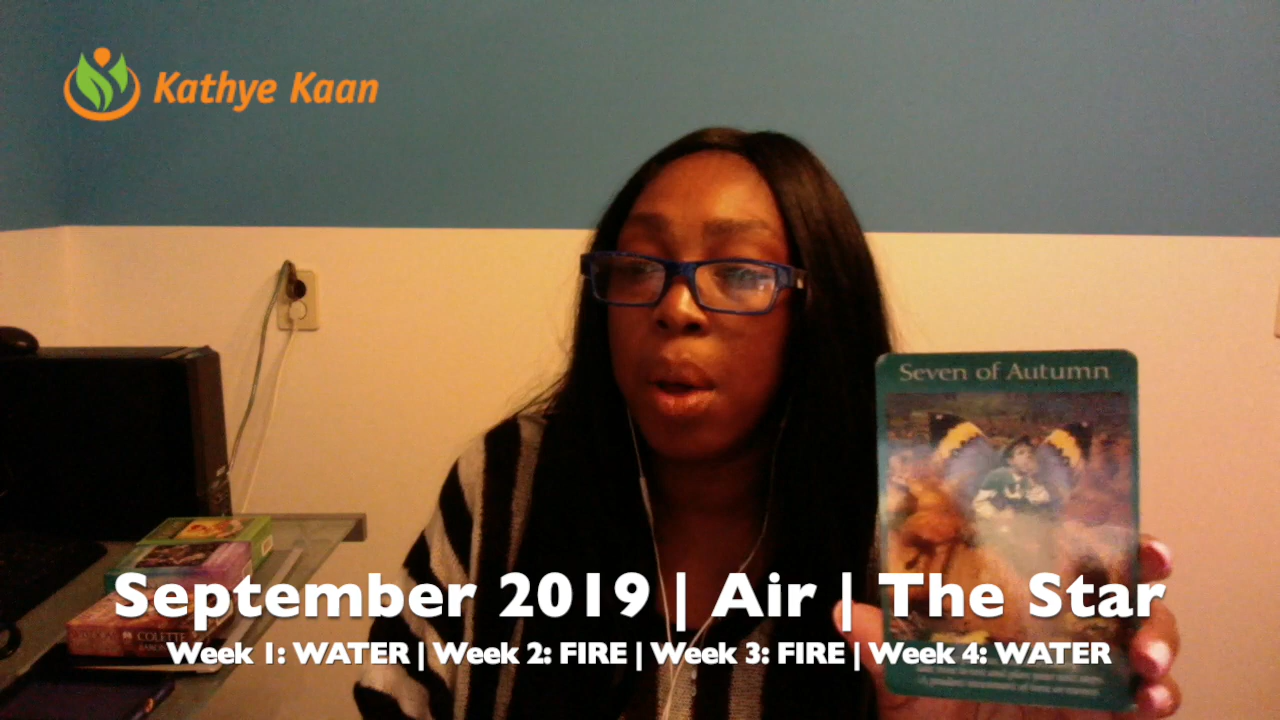 Kathye Kaan
Seven of Autumn
September 2019 | Air | The Star
Week 1: WATER | Week 2: FIRE | Week 3: FIRE | Week 4: WATER
COLETTE